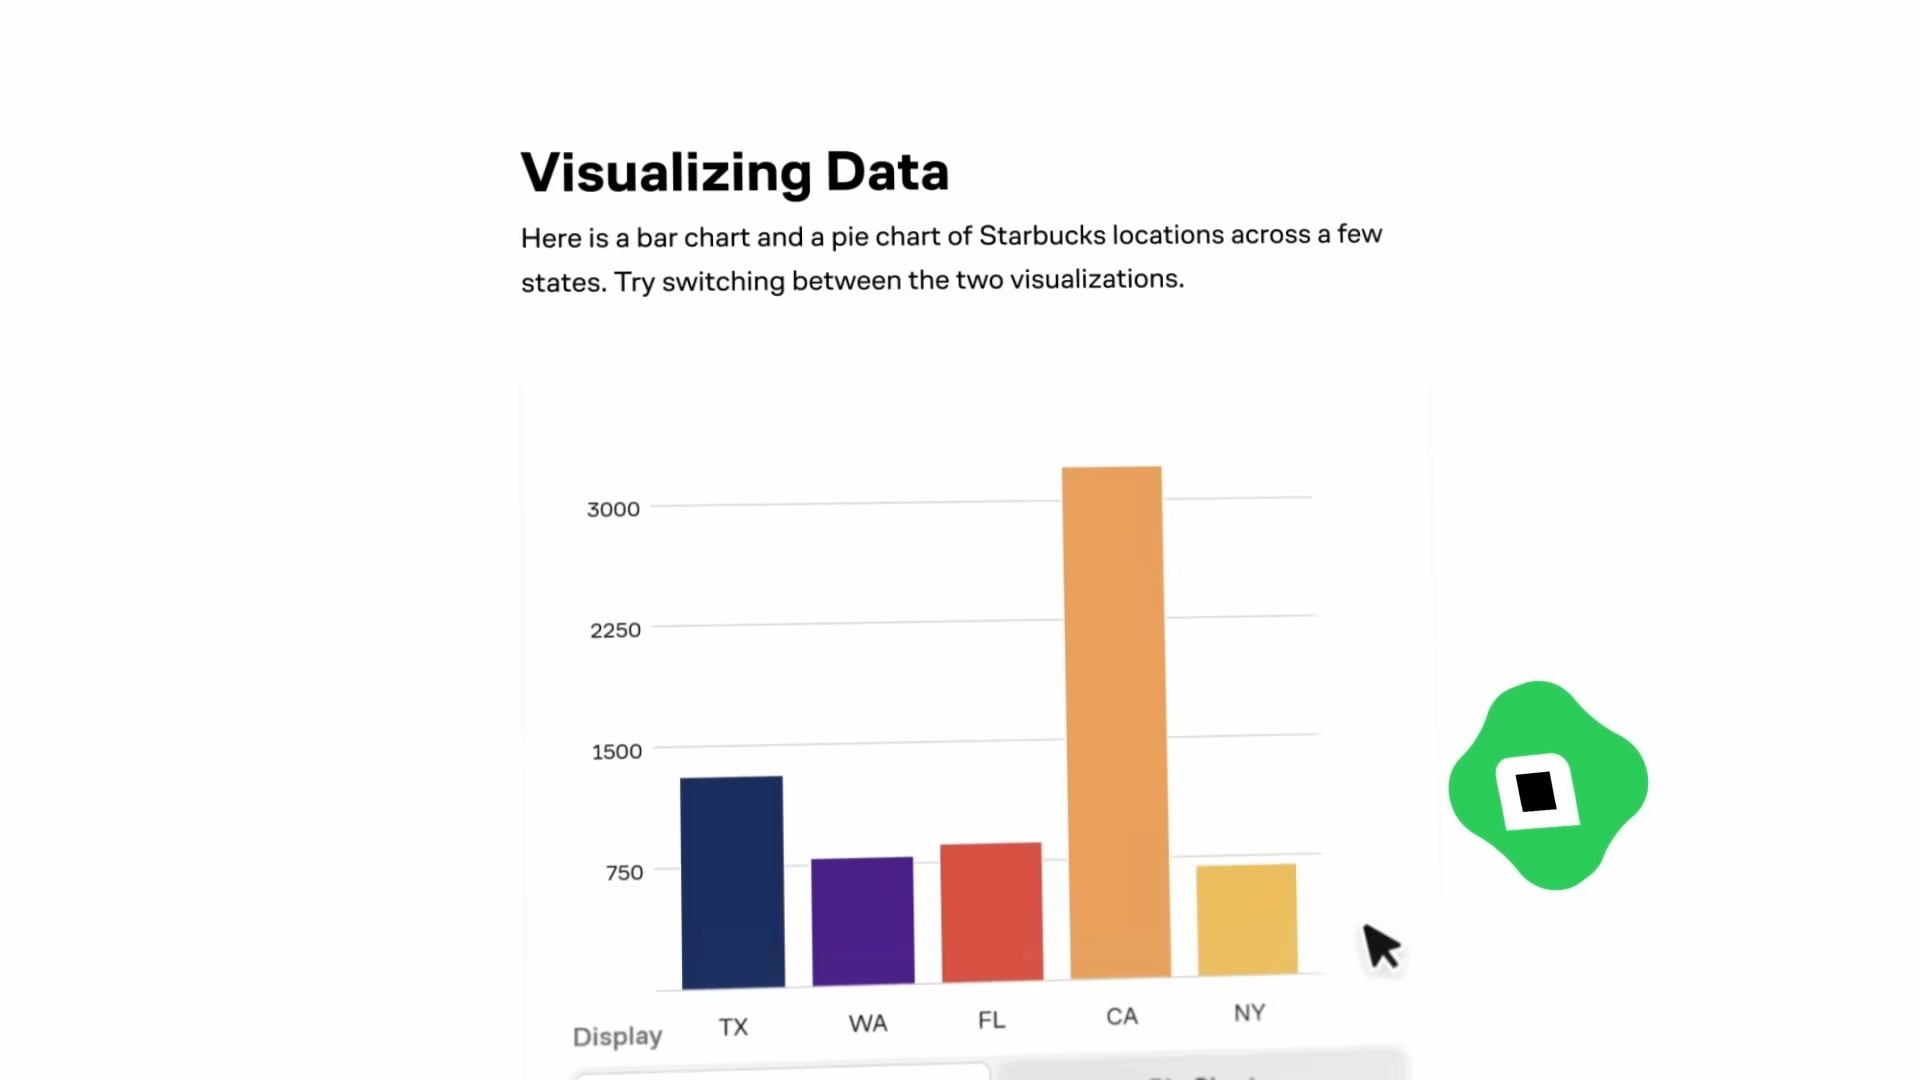 Visualizing Data
Here is a bar chart and a pie chart of Starbucks locations across a few
states. Try switching between the two visualizations.
3000
2250
1500
750
TX WA FL CA NY
Display